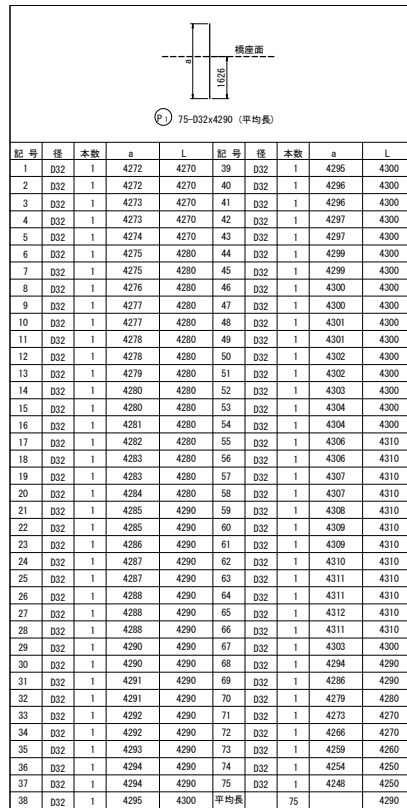 橋座面
a
1626
P1 75-D32x4290 (平均長)
記 号 径 本数 a L 記 号 径 本数 a L
1 D32 1 4272 4270 39 D32 1 4295 4300
2 D32 1 4272 4270 40 D32 1 4296 4300
3 D32 1 4273 4270 41 D32 1 4296 4300
4 D32 1 4273 4270 42 D32 1 4297 4300
5 D32 1 4274 4270 43 D32 1 4297 4300
6 D32 1 4275 4280 44 D32 1 4299 4300
7 D32 1 4275 4280 45 D32 1 4299 4300
8 D32 1 4276 4280 46 D32 1 4300 4300
9 D32 1 4277 4280 47 D32 1 4300 4300
10 D32 1 4277 4280 48 D32 1 4301 4300
11 D32 1 4278 4280 49 D32 1 4301 4300
12 D32 1 4278 4280 50 D32 1 4302 4300
13 D32 1 4279 4280 51 D32 1 4302 4300
14 D32 1 4280 4280 52 D32 1 4303 4300
15 D32 1 4280 4280 53 D32 1 4304 4300
16 D32 1 4281 4280 54 D32 1 4304 4300
17 D32 1 4282 4280 55 D32 1 4306 4310
18 D32 1 4283 4280 56 D32 1 4306 4310
19 D32 1 4283 4280 57 D32 1 4307 4310
20 D32 1 4284 4280 58 D32 1 4307 4310
21 D32 1 4285 4290 59 D32 1 4308 4310
22 D32 1 4285 4290 60 D32 1 4309 4310
23 D32 1 4286 4290 61 D32 1 4309 4310
24 D32 1 4287 4290 62 D32 1 4310 4310
25 D32 1 4287 4290 63 D32 1 4311 4310
26 D32 1 4288 4290 64 D32 1 4311 4310
27 D32 1 4288 4290 65 D32 1 4312 4310
28 D32 1 4288 4290 66 D32 1 4311 4310
29 D32 1 4290 4290 67 D32 1 4303 4300
30 D32 1 4290 4290 68 D32 1 4294 4290
31 D32 1 4291 4290 69 D32 1 4286 4290
32 D32 1 4291 4290 70 D32 1 4279 4280
33 D32 1 4292 4290 71 D32 1 4273 4270
34 D32 1 4292 4290 72 D32 1 4266 4270
35 D32 1 4293 4290 73 D32 1 4259 4260
36 D32 1 4294 4290 74 D32 1 4254 4250
37 D32 1 4294 4290 75 D32 1 4248 4250
38 D32 1 4295 4300 平均長 75 4290